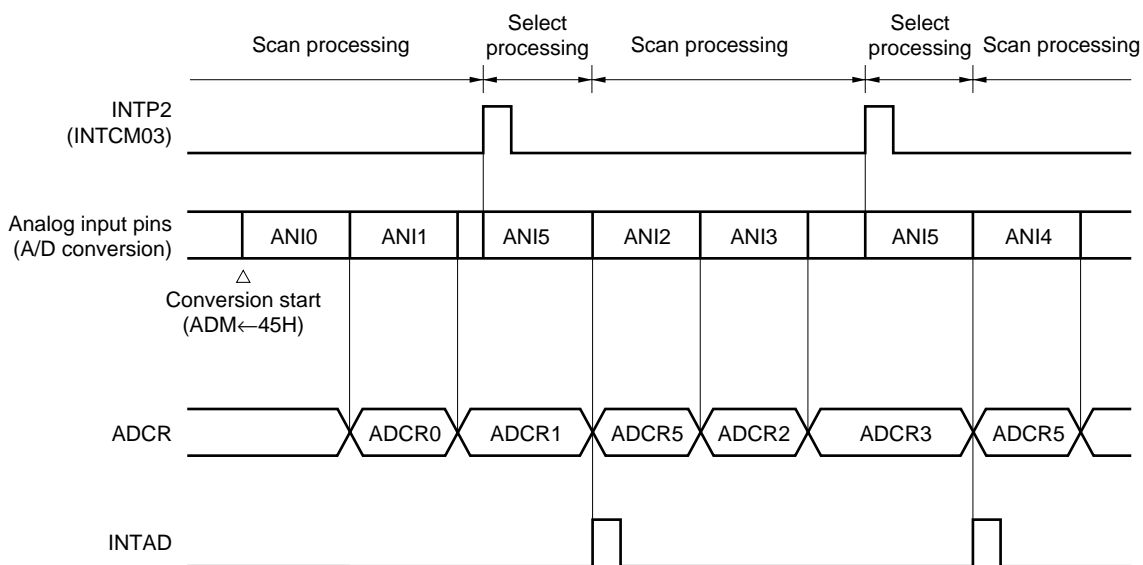 Scan processing
Select
processing
Scan processing
Select
processing
Scan processing
INTP2
(INTCM03)
Analog input pins
(A/D conversion)
ANI0
ANI1
ANI5
ANI2
ANI3
ANI5
ANI4
△
Conversion start
(ADM←45H)
ADCR
ADCR0
ADCR1
ADCR5
ADCR2
ADCR3
ADCR5
INTAD